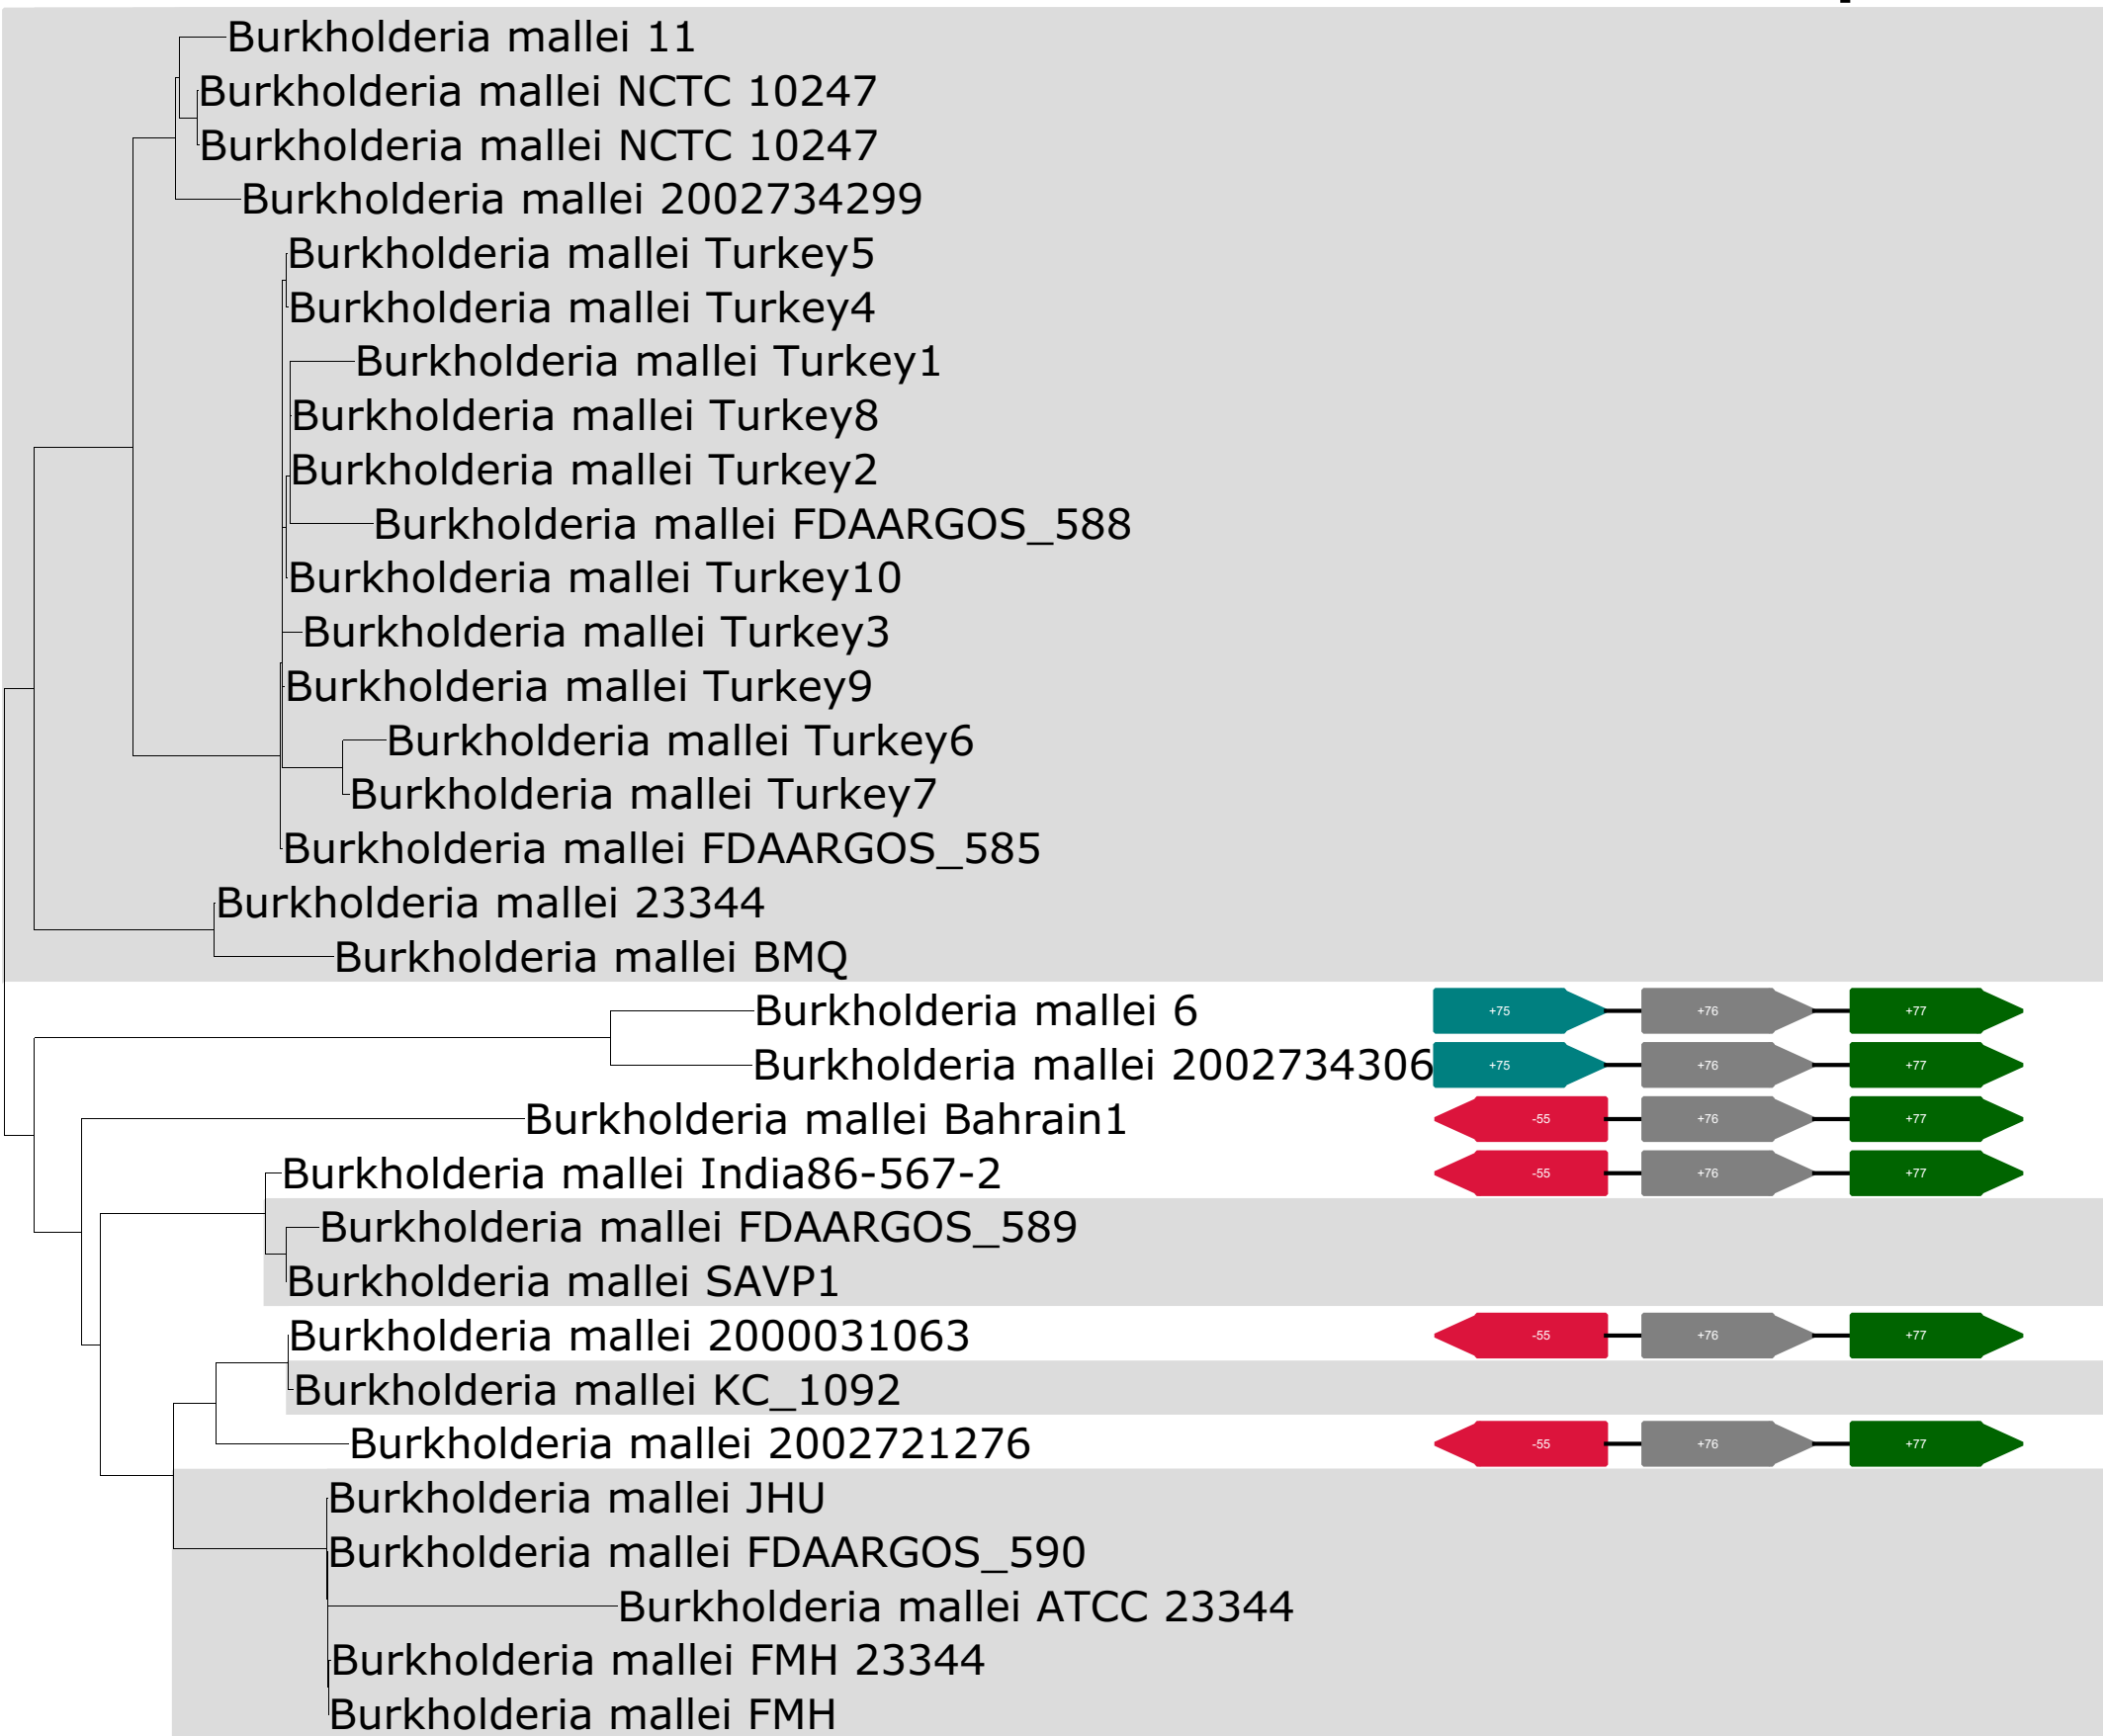 Burkholderia mallei 11
Burkholderia mallei NCTC 10247
Burkholderia mallei NCTC 10247
Burkholderia mallei 2002734299
Burkholderia mallei Turkey5
Burkholderia mallei Turkey4
Burkholderia mallei Turkey1
Burkholderia mallei Turkey8
Burkholderia mallei Turkey2
Burkholderia mallei FDAARGOS_588
Burkholderia mallei Turkey10
Burkholderia mallei Turkey3
Burkholderia mallei Turkey9
Burkholderia mallei Turkey6
Burkholderia mallei Turkey7
Burkholderia mallei FDAARGOS_585
Burkholderia mallei 23344
Burkholderia mallei BMQ
Burkholderia mallei 6 +75 +76 +77
Burkholderia mallei 2002734306 +75 +76 +77
Burkholderia mallei Bahrain1 -55 +76 +77
Burkholderia mallei India86-567-2 -55 +76 +77
Burkholderia mallei FDAARGOS_589
Burkholderia mallei SAVP1
Burkholderia mallei 2000031063 -55 +76 +77
Burkholderia mallei KC_1092
Burkholderia mallei 2002721276 -55 +76 +77
Burkholderia mallei JHU
Burkholderia mallei FDAARGOS_590
Burkholderia mallei ATCC 23344
Burkholderia mallei FMH 23344
Burkholderia mallei FMH